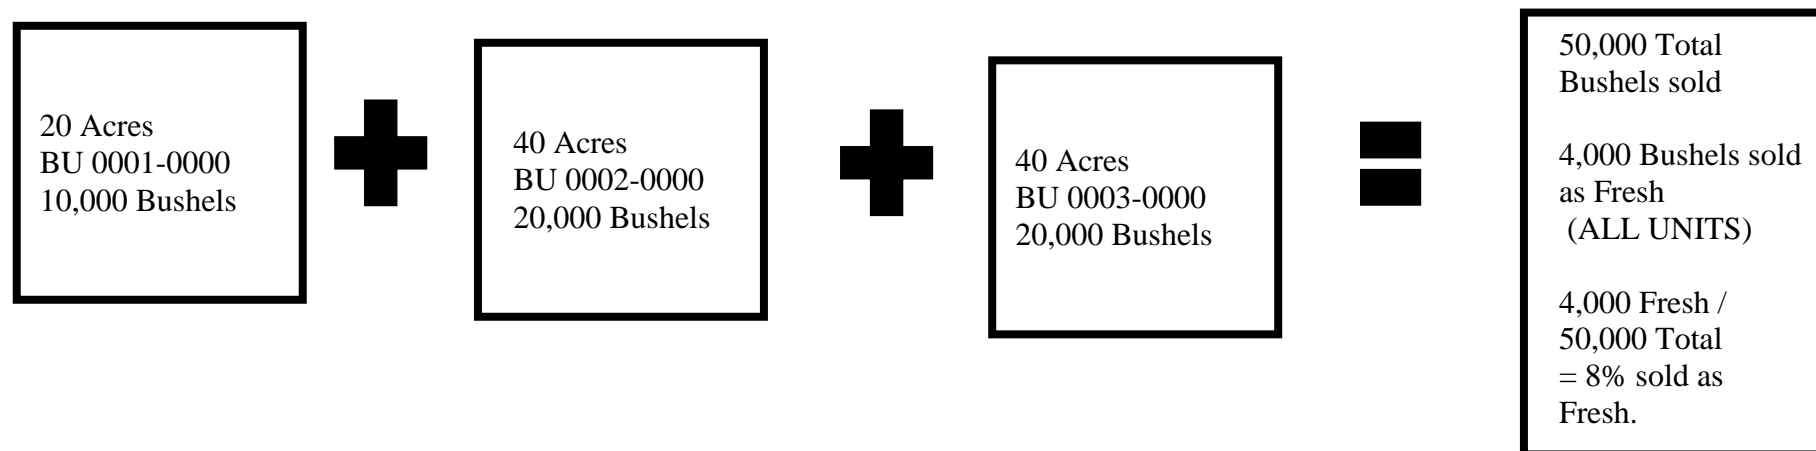 20 Acres
BU 0001-0000
10,000 Bushels
40 Acres
BU 0002-0000
20,000 Bushels
40 Acres
BU 0003-0000
20,000 Bushels
50,000 Total
Bushels sold
4,000 Bushels sold
as Fresh
(ALL UNITS)
4,000 Fresh /
50,000 Total
= 8% sold as
Fresh.